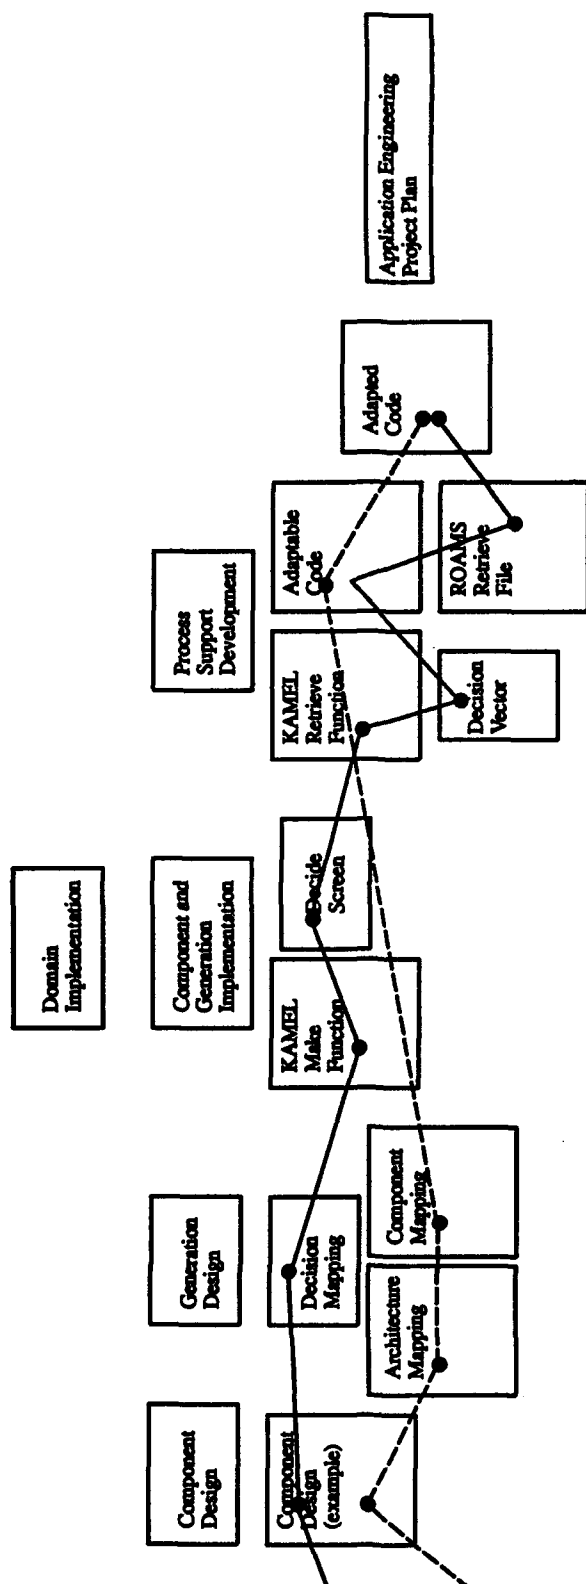 Domain
Implementation
Component
Design
Generation
Design
Component and
Generation
Implementation
Process
Support
Development
Component
Design
(example)
Decision
Mapping
KAMEL
Make
Function
Decide
Screen
KAMEL
Retrieve
Function
Adaptable
Code
Architecture
Mapping
Component
Mapping
Adapted
Code
Application Engineering
Project Plan
Decision
Vector
ROAMS
Retrieve
File